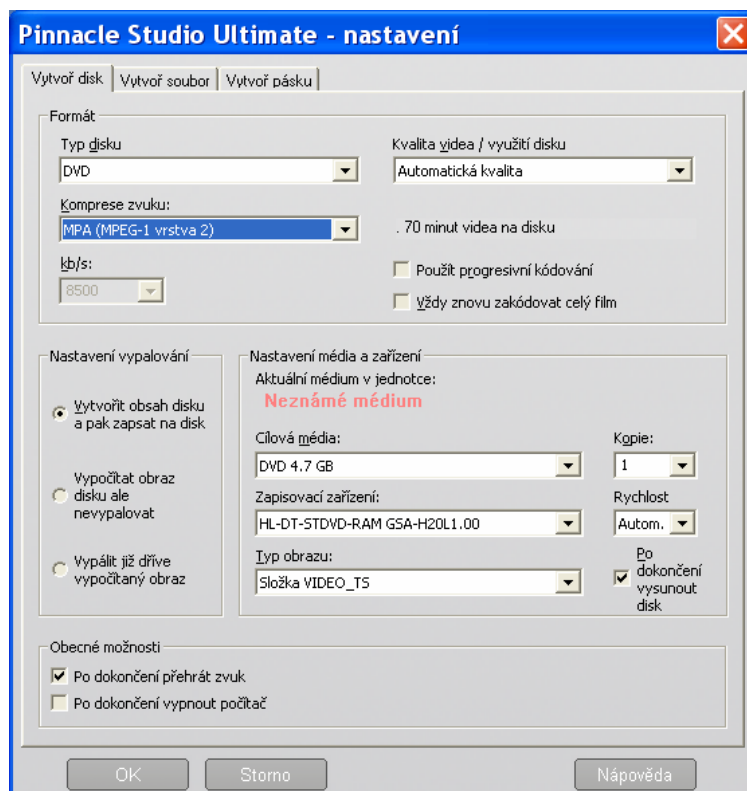 Pinnacle Studio Ultimate - nastavení
Vytvoř disk
Vytvoř soubor
Vytvoř pásku
Formát
Typ disku
Kvalita videa / využití disku
DVD
Automatická kvalita
Komprese zvuku:
MPA (MPEG-1 vrstva 2)
. 70 minut videa na disku
kb/s:
8500
Použít progresivní kódování
Vždy znovu zakódovat celý film
Nastavení vypalování
Vytvořit obsah disku
a pak zapsat na disk
Vypočítat obraz
disku ale
nevypalovat
Vypálit již dříve
vypočítaný obraz
Nastavení média a zařízení
Aktuální médium v jednotce:
Neznámé médium
Cílová média:
Kopie:
DVD 4.7 GB
1
Zapisovací zařízení:
Rychlost
HL-DT-STDVD-RAM GSA-H20L1.00
Autom.
Typ obrazu:
Složka VIDEO_TS
Po
dokončení
vysunout
disk
Obecné možnosti
Po dokončení přehrát zvuk
Po dokončení vypnout počítač
OK
Storno
Nápověda